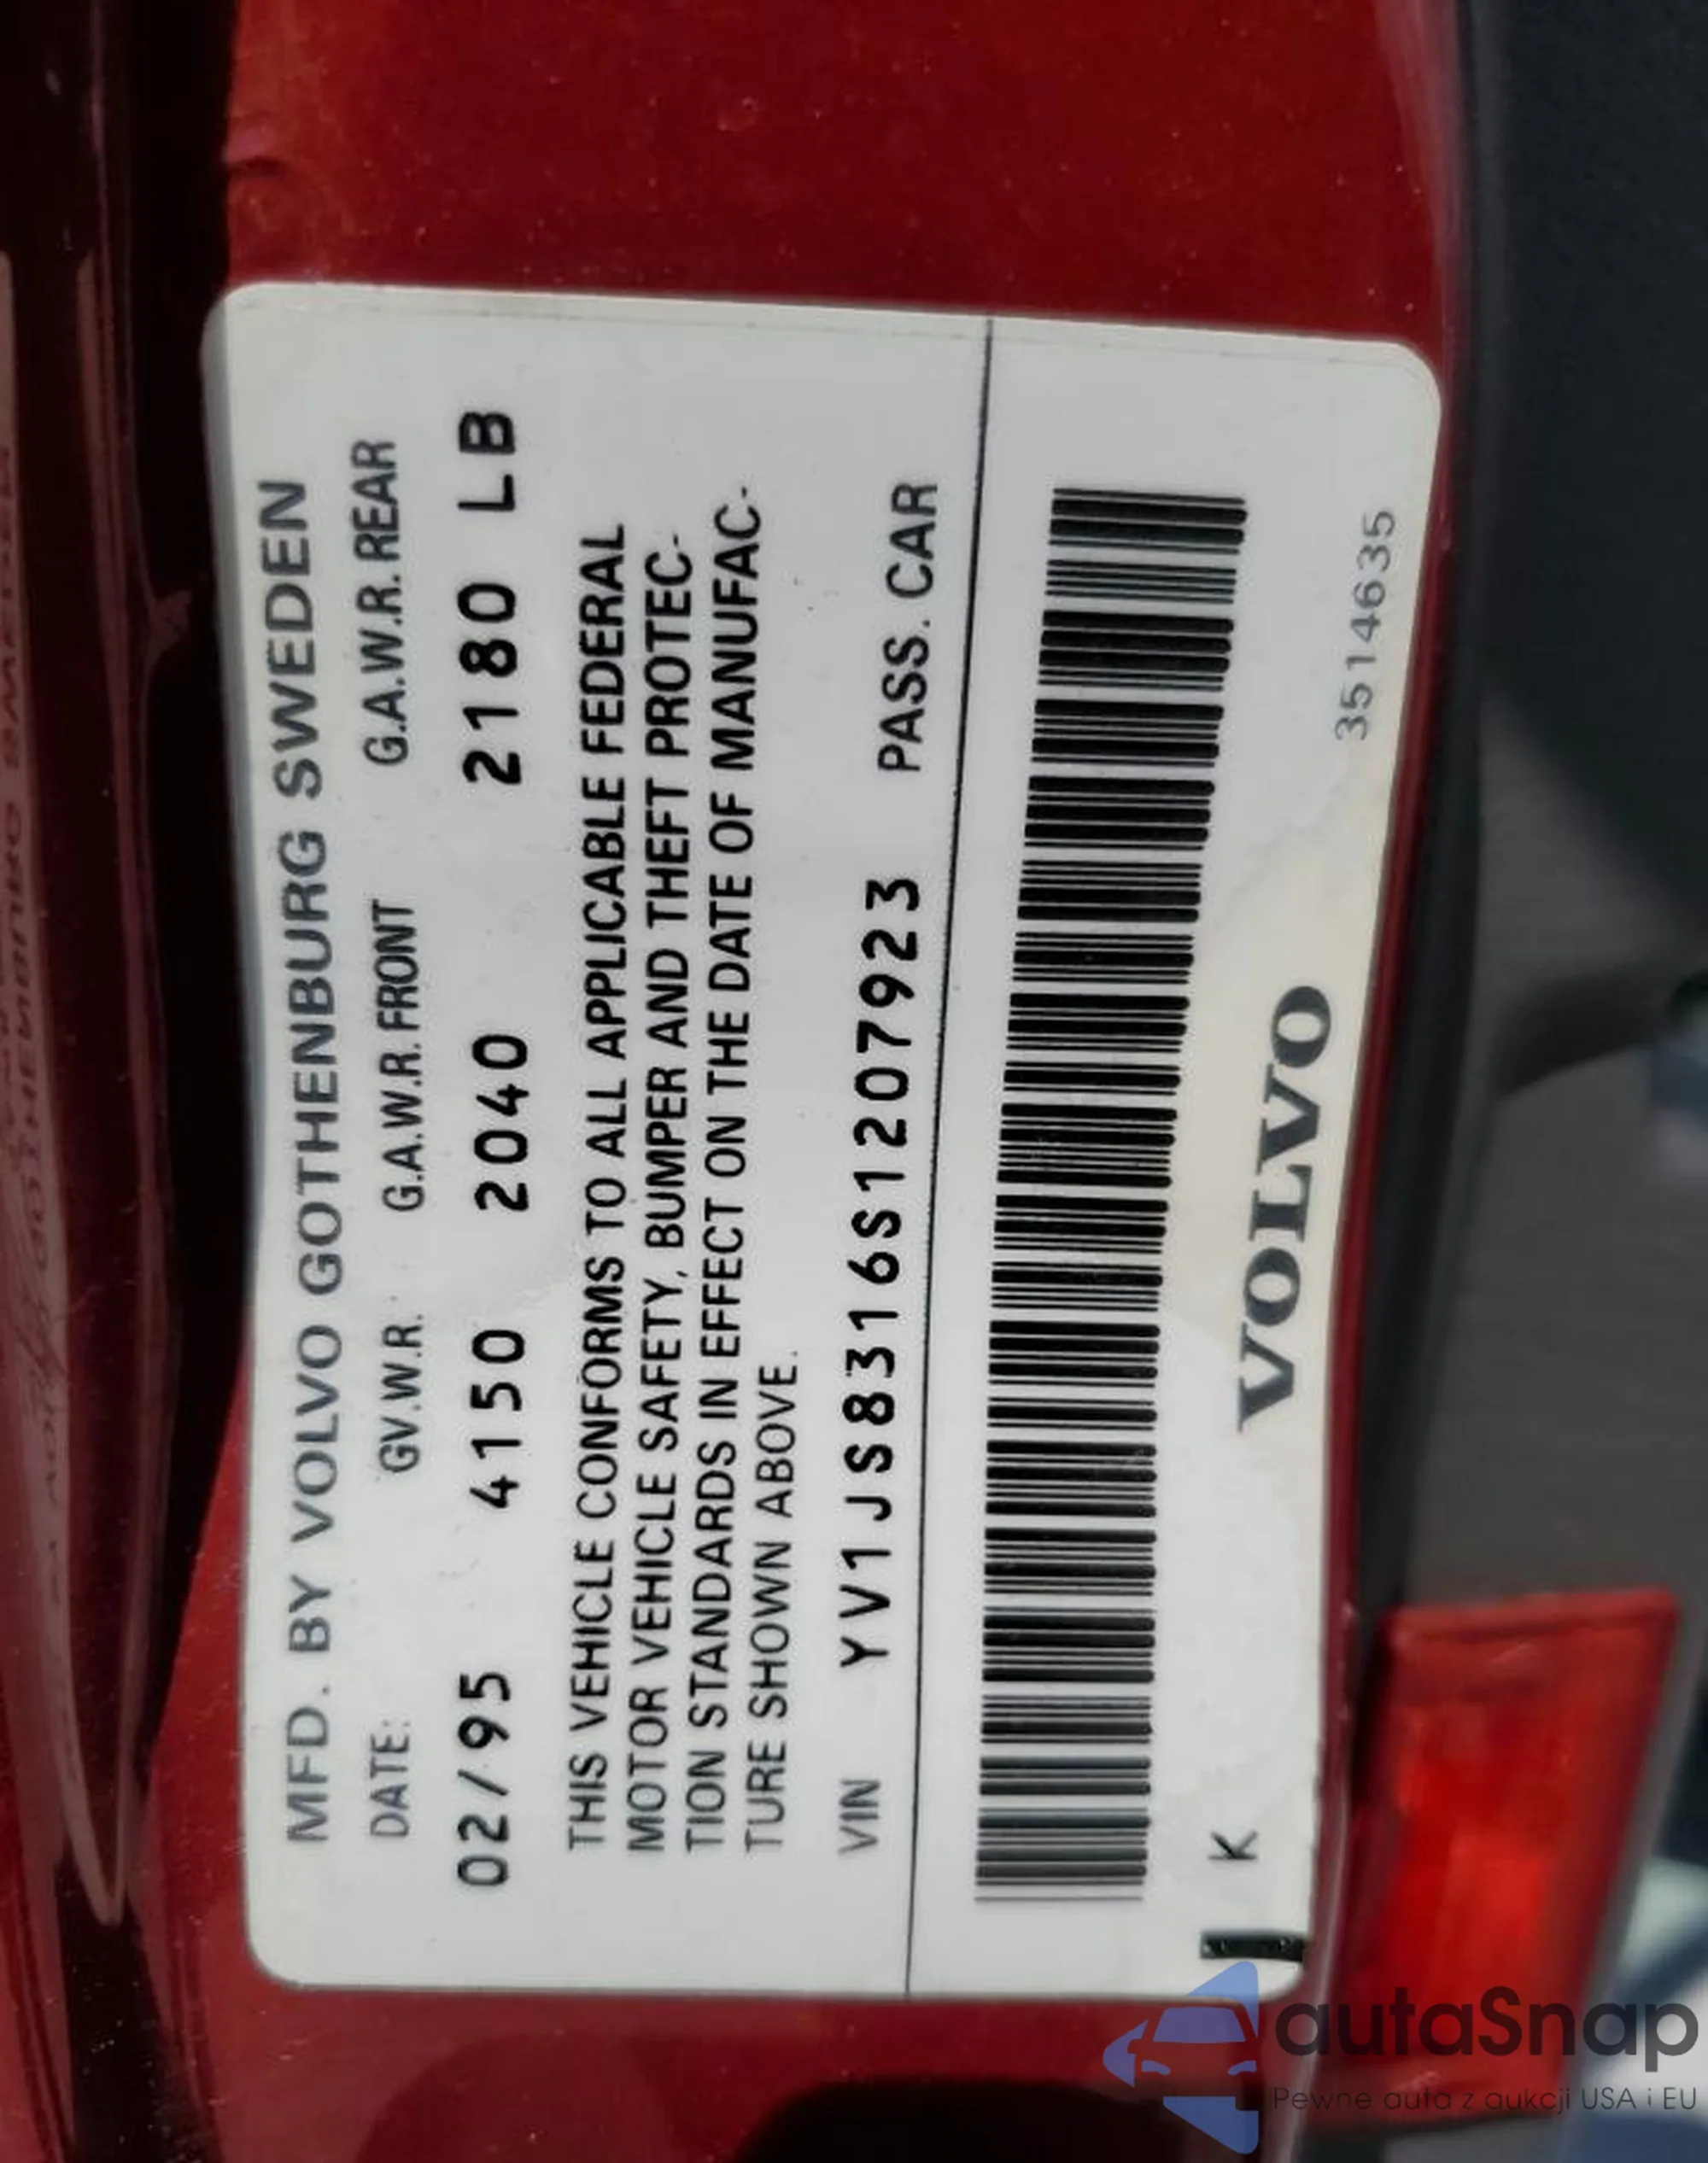 MFD. BY VOLVO GOTHENBURG SWEDEN
DATE: GV.W.R. G.A.W.R. FRONT G.A.W.R. REAR
02/95 4150 2040 2180 LB
THIS VEHICLE CONFORMS TO ALL APPLICABLE FEDERAL
MOTOR VEHICLE SAFETY, BUMPER AND THEFT PROTEC-
TION STANDARDS IN EFFECT ON THE DATE OF MANUFAC-
TURE SHOWN ABOVE.
VIN YV1JS8316S1207923 PASS. CAR
K VOLVO 3514635
autaSnap
Pewne auta z aukcji USA i EU